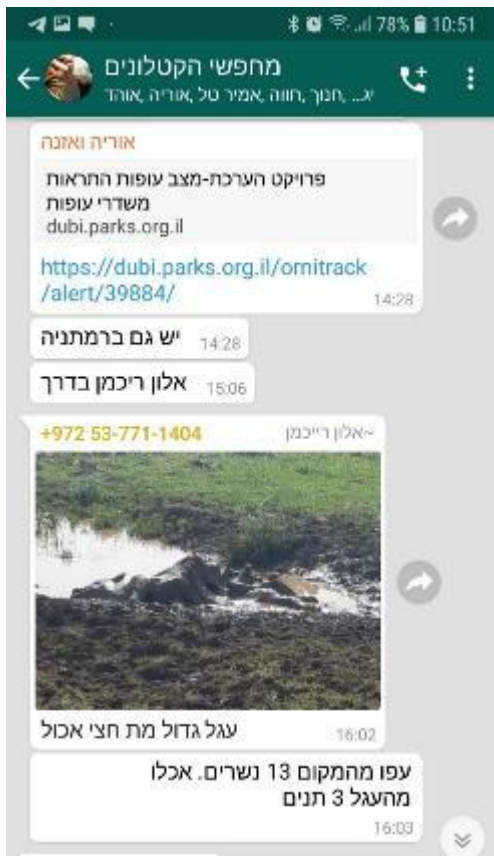 78% 10:51
מחפשי הקטלונים
יג..., חנוך, חווה, אמיר טל, אוריה, אוהד
אוריה ואזנה
פרויקט הערכת-מצב עופות התראות
משדרי עופות
dubi.parks.org.il
https://dubi.parks.org.il/ornitrack
/alert/39884/
14:28
יש גם ברמתניה 14:28
אלון ריכמן בדרך 15:06
+972 53-771-1404 ~אלון רייכמן
עגל גדול מת חצי אכול 16:02
עפו מהמקום 13 נשרים. אכלו
מהעגל 3 תנים
16:03